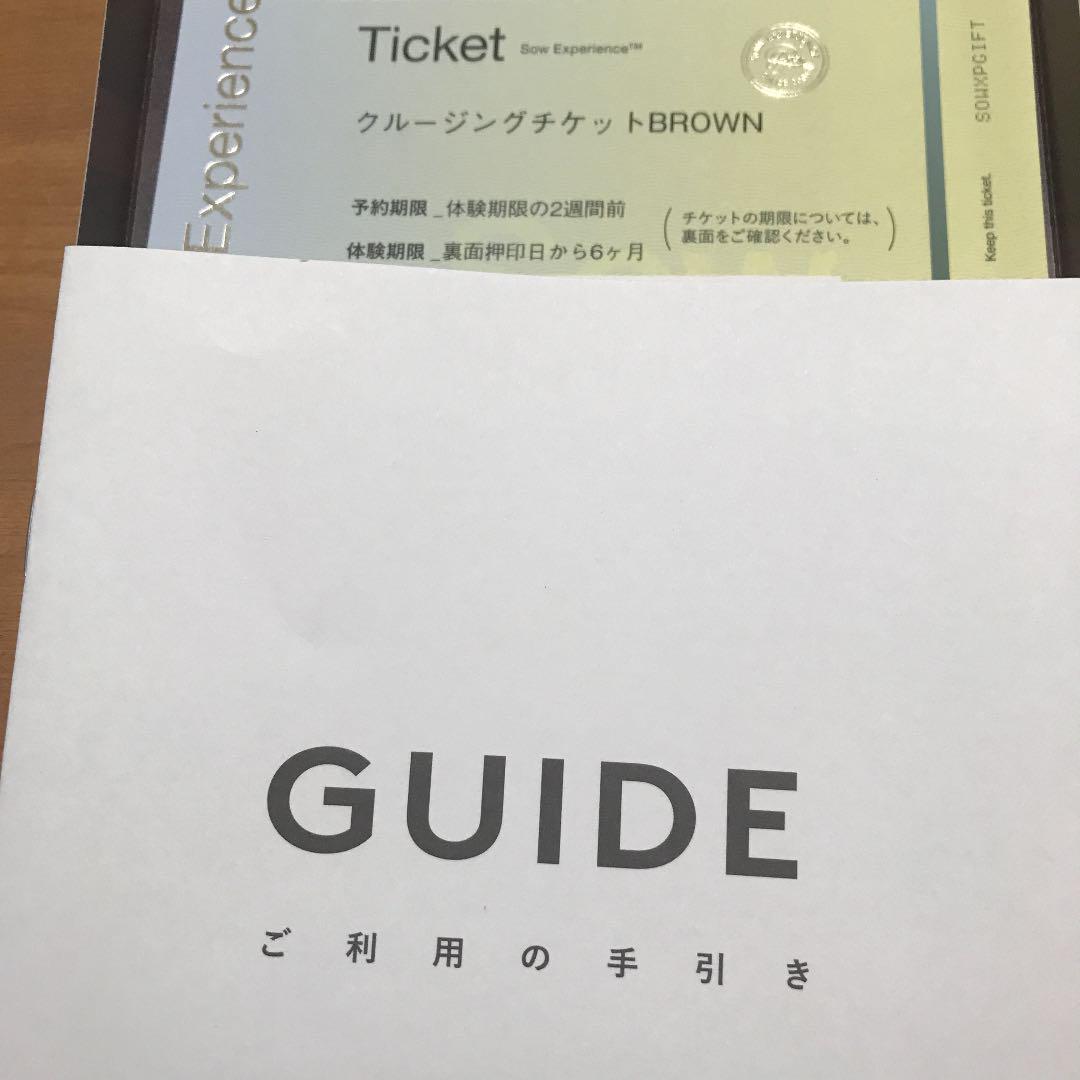 Experience
Ticket Sow Experience™
クルージングチケットBROWN
予約期限_体験期限の2週間前
体験期限_裏面押印日から6ヶ月
(チケットの期限については、
裏面をご確認ください。)
SOWXPGIFT
Keep this ticket.
GUIDE
ご利用の手引き